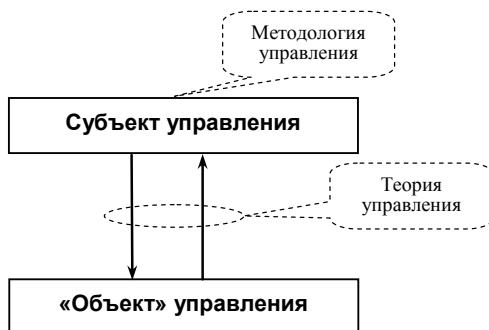 Методология
управления
Субъект управления
Теория
управления
«Объект» управления